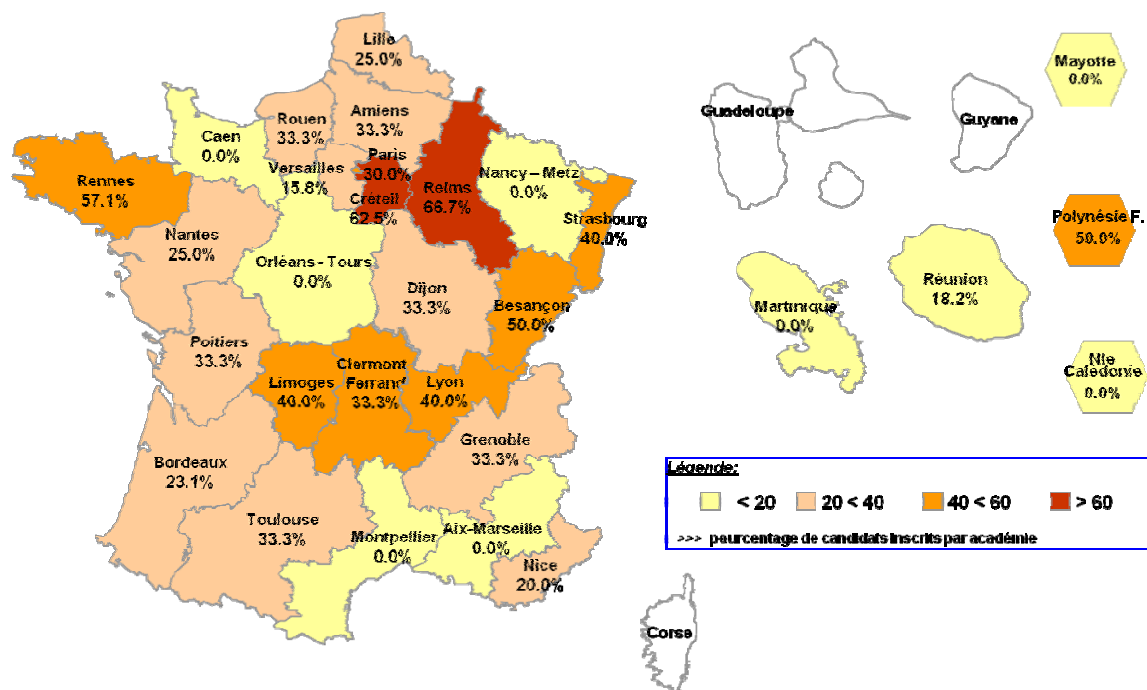 Lille
25.0%
Amiens
33.3%
Rouen
33.3%
Caen
0.0%
Paris
30.0%
Versailles
15.8%
Créteil
62.5%
Reims
66.7%
Nancy - Metz
0.0%
Strasbourg
40.0%
Rennes
57.1%
Nantes
25.0%
Orléans - Tours
0.0%
Dijon
33.3%
Besançon
50.0%
Poitiers
33.3%
Limoges
40.0%
Clermont
Ferrand
33.3%
Lyon
40.0%
Grenoble
33.3%
Bordeaux
23.1%
Toulouse
33.3%
Montpellier
0.0%
Aix-Marseille
0.0%
Nice
20.0%
Corse
Guadeloupe
Guyane
Mayotte
0.0%
Polynésie F.
50.0%
Martinique
0.0%
Réunion
18.2%
Nle
Calédonie
0.0%
Légende:
< 20
20 < 40
40 < 60
> 60
>>> pourcentage de candidats inscrits par académie